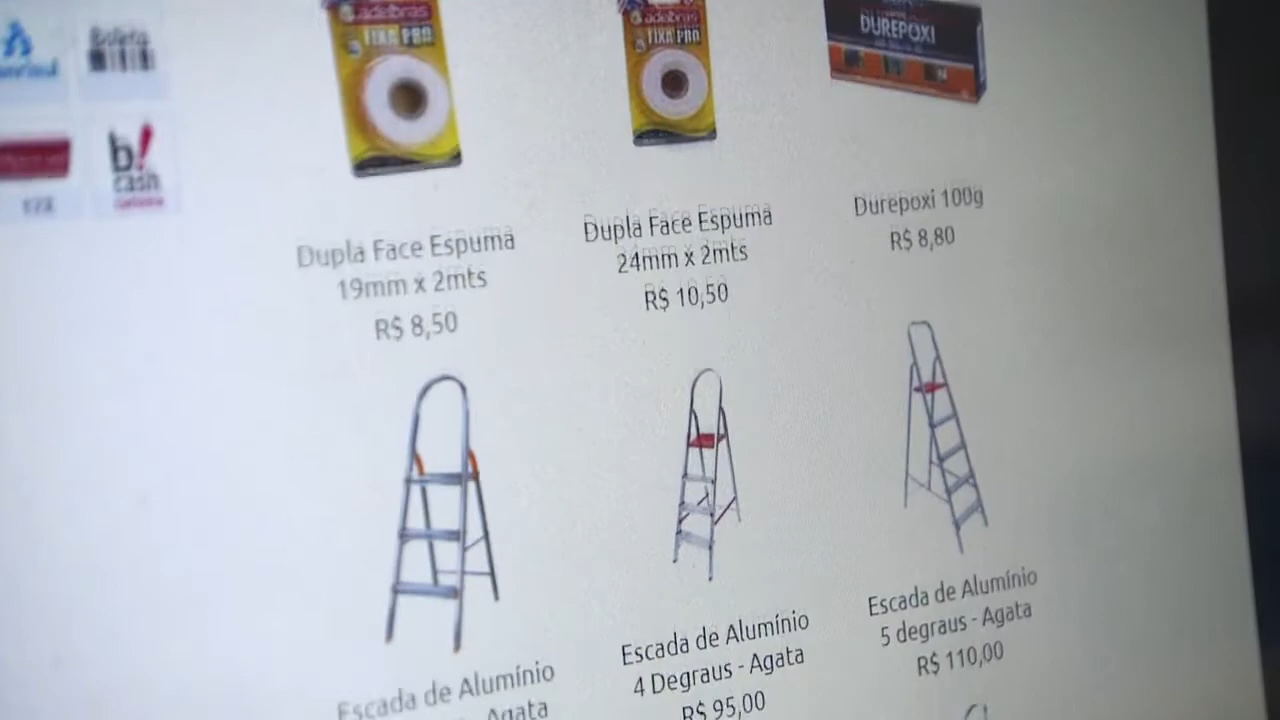 adebras
FIXA PRO
adebras
FIXA PRO
DUREPOXI
Boleto
b!
cash
Dupla Face Espuma
19mm x 2mts
R$ 8,50
Dupla Face Espuma
24mm x 2mts
R$ 10,50
Durepoxi 100g
R$ 8,80
Escada de Alumínio
Agata
Escada de Alumínio
4 Degraus - Agata
R$ 95,00
Escada de Alumínio
5 degraus - Agata
R$ 110,00